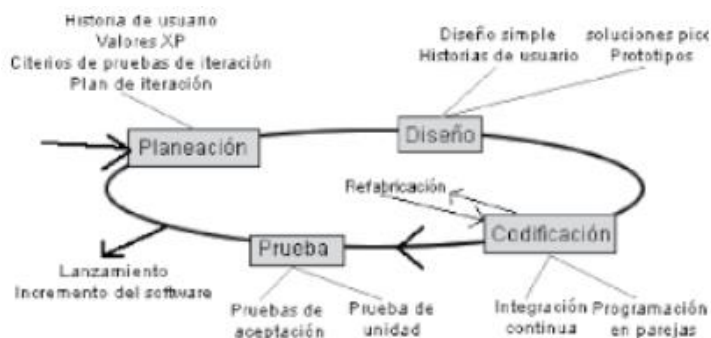 Historia de usuario
Valores XP
Citerios de pruebas de iteración
Plan de iteración
Diseño simple
Historias de usuario
soluciones pico
Prototipos
Planeación
Diseño
Refabricación
Codificación
Prueba
Lanzamiento
Incremento del software
Pruebas de
aceptación
Prueba de
unidad
Integración
continua
Programación
en parejas